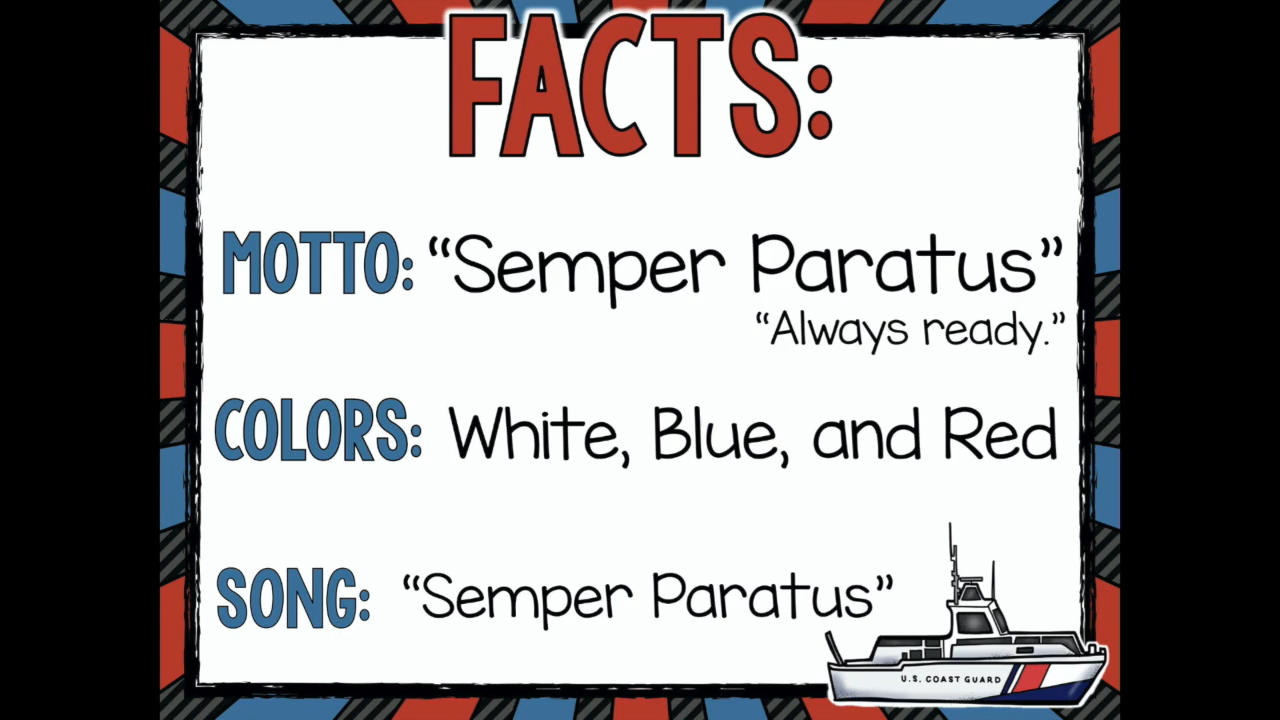 FACTS:
MOTTO: “Semper Paratus”
“Always ready.”
COLORS: White, Blue, and Red
SONG: “Semper Paratus”
U.S. COAST GUARD